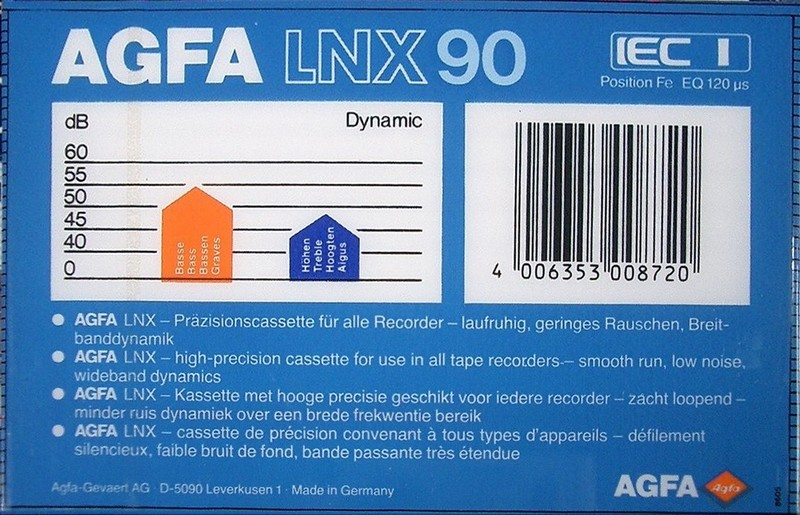 AGFA LNX 90
IEC I
Position Fe EQ 120 µs
dB
Dynamic
60
55
50
45
40
0
Basse
Bass
Bassen
Graves
Höhen
Treble
Hoogten
Aigus
4 006353 008720
AGFA LNX – Präzisionscassette für alle Recorder – laufruhig, geringes Rauschen, Breit-
banddynamik
AGFA LNX – high-precision cassette for use in all tape recorders – smooth run, low noise,
wideband dynamics
AGFA LNX – Kassette met hooge precisie geschikt voor iedere recorder – zacht loopend –
minder ruis dynamiek over een brede frekwentie bereik
AGFA LNX – cassette de précision convenant à tous types d'appareils – défilement
silencieux, faible bruit de fond, bande passante très étendue
Agfa-Gevaert AG · D-5090 Leverkusen 1 · Made in Germany
AGFA
Agfa